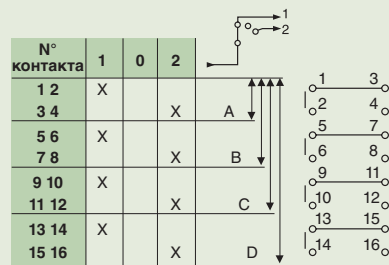 1
2
N° контакта 1 0 2
1 2 X
3 4 X A
5 6 X
7 8 X B
9 10 X
11 12 X C
13 14 X
15 16 X D
1 3
2 4
5 7
6 8
9 11
10 12
13 15
14 16